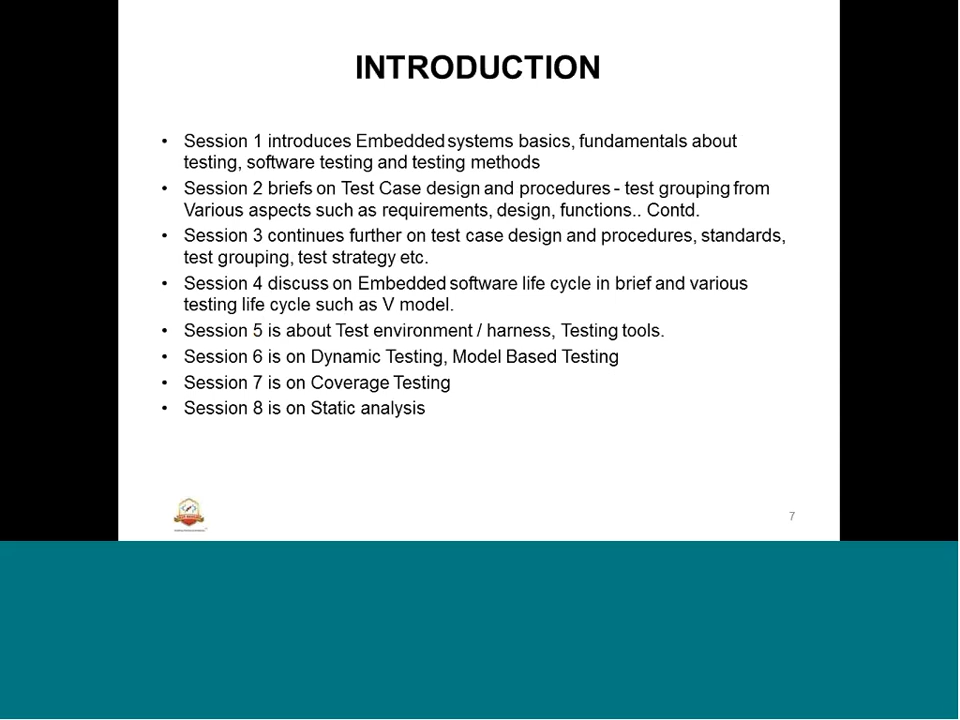 INTRODUCTION
• Session 1 introduces Embedded systems basics, fundamentals about
testing, software testing and testing methods
• Session 2 briefs on Test Case design and procedures - test grouping from
Various aspects such as requirements, design, functions.. Contd.
• Session 3 continues further on test case design and procedures, standards,
test grouping, test strategy etc.
• Session 4 discuss on Embedded software life cycle in brief and various
testing life cycle such as V model.
• Session 5 is about Test environment / harness, Testing tools.
• Session 6 is on Dynamic Testing, Model Based Testing
• Session 7 is on Coverage Testing
• Session 8 is on Static analysis
7